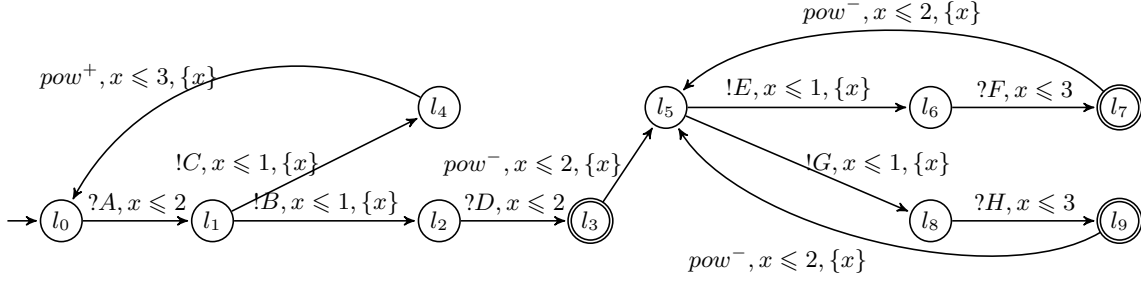 pow⁻, x ⩽ 2, {x}
pow⁺, x ⩽ 3, {x}
l₄
l₅
!E, x ⩽ 1, {x}
l₆
?F, x ⩽ 3
l₇
!C, x ⩽ 1, {x}
pow⁻, x ⩽ 2, {x}
!G, x ⩽ 1, {x}
l₀
?A, x ⩽ 2
l₁
!B, x ⩽ 1, {x}
l₂
?D, x ⩽ 2
l₃
l₈
?H, x ⩽ 3
l₉
pow⁻, x ⩽ 2, {x}